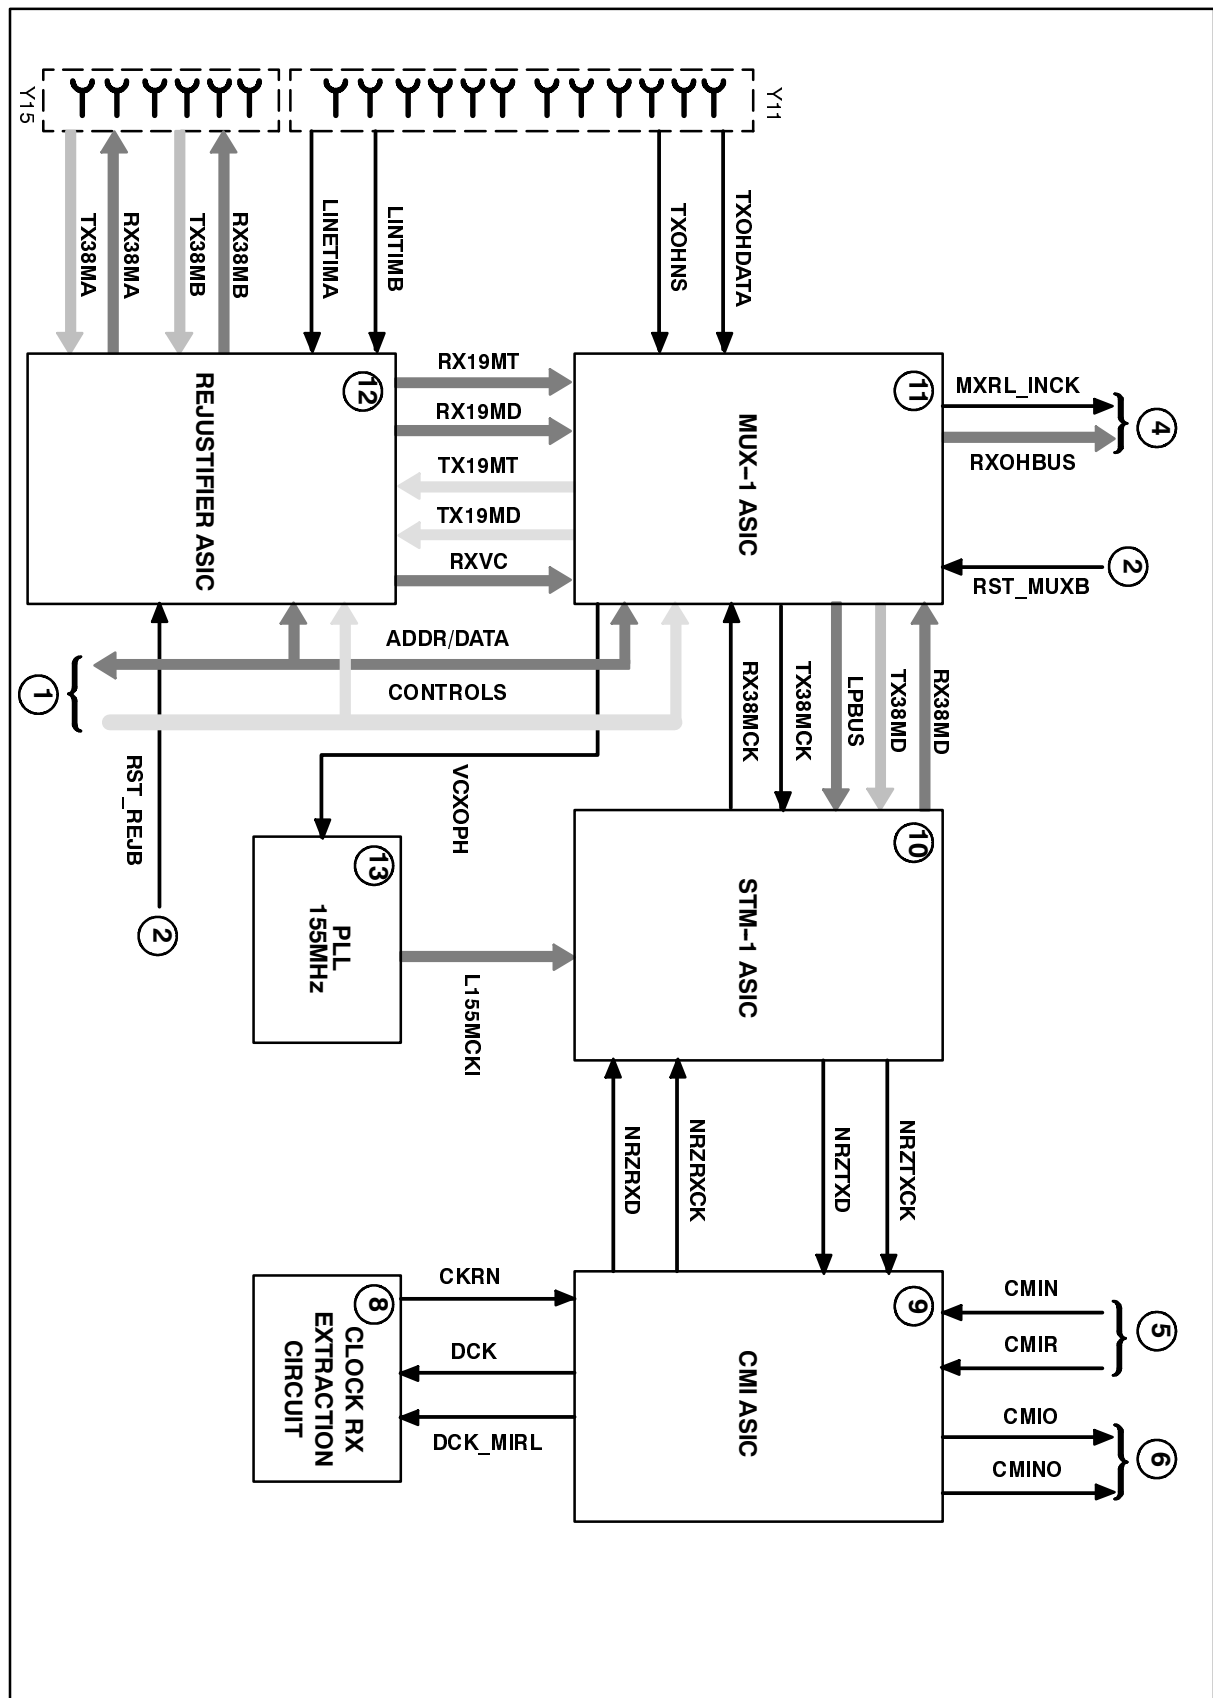 Y15
Y11
TX38MA
RX38MA
TX38MB
RX38MB
LINETIMA
LINTIMB
TXOHNS
TXOHDATA
12
REJUSTIFIER ASIC
RX19MT
RX19MD
TX19MT
TX19MD
RXVC
11
MUX-1 ASIC
MXRL_INCK
RXOHBUS
4
2
RST_MUXB
ADDR/DATA
CONTROLS
1
RST_REJB
2
VCXOPH
RX38MCK
TX38MCK
LPBUS
TX38MD
RX38MD
13
PLL
155MHz
L155MCKI
10
STM-1 ASIC
NRZRXD
NRZRXCK
NRZTXD
NRZTXCK
8
CLOCK RX
EXTRACTION
CIRCUIT
CKRN
DCK
DCK_MIRL
9
CMI ASIC
CMIN
CMIR
5
CMIO
CMINO
6